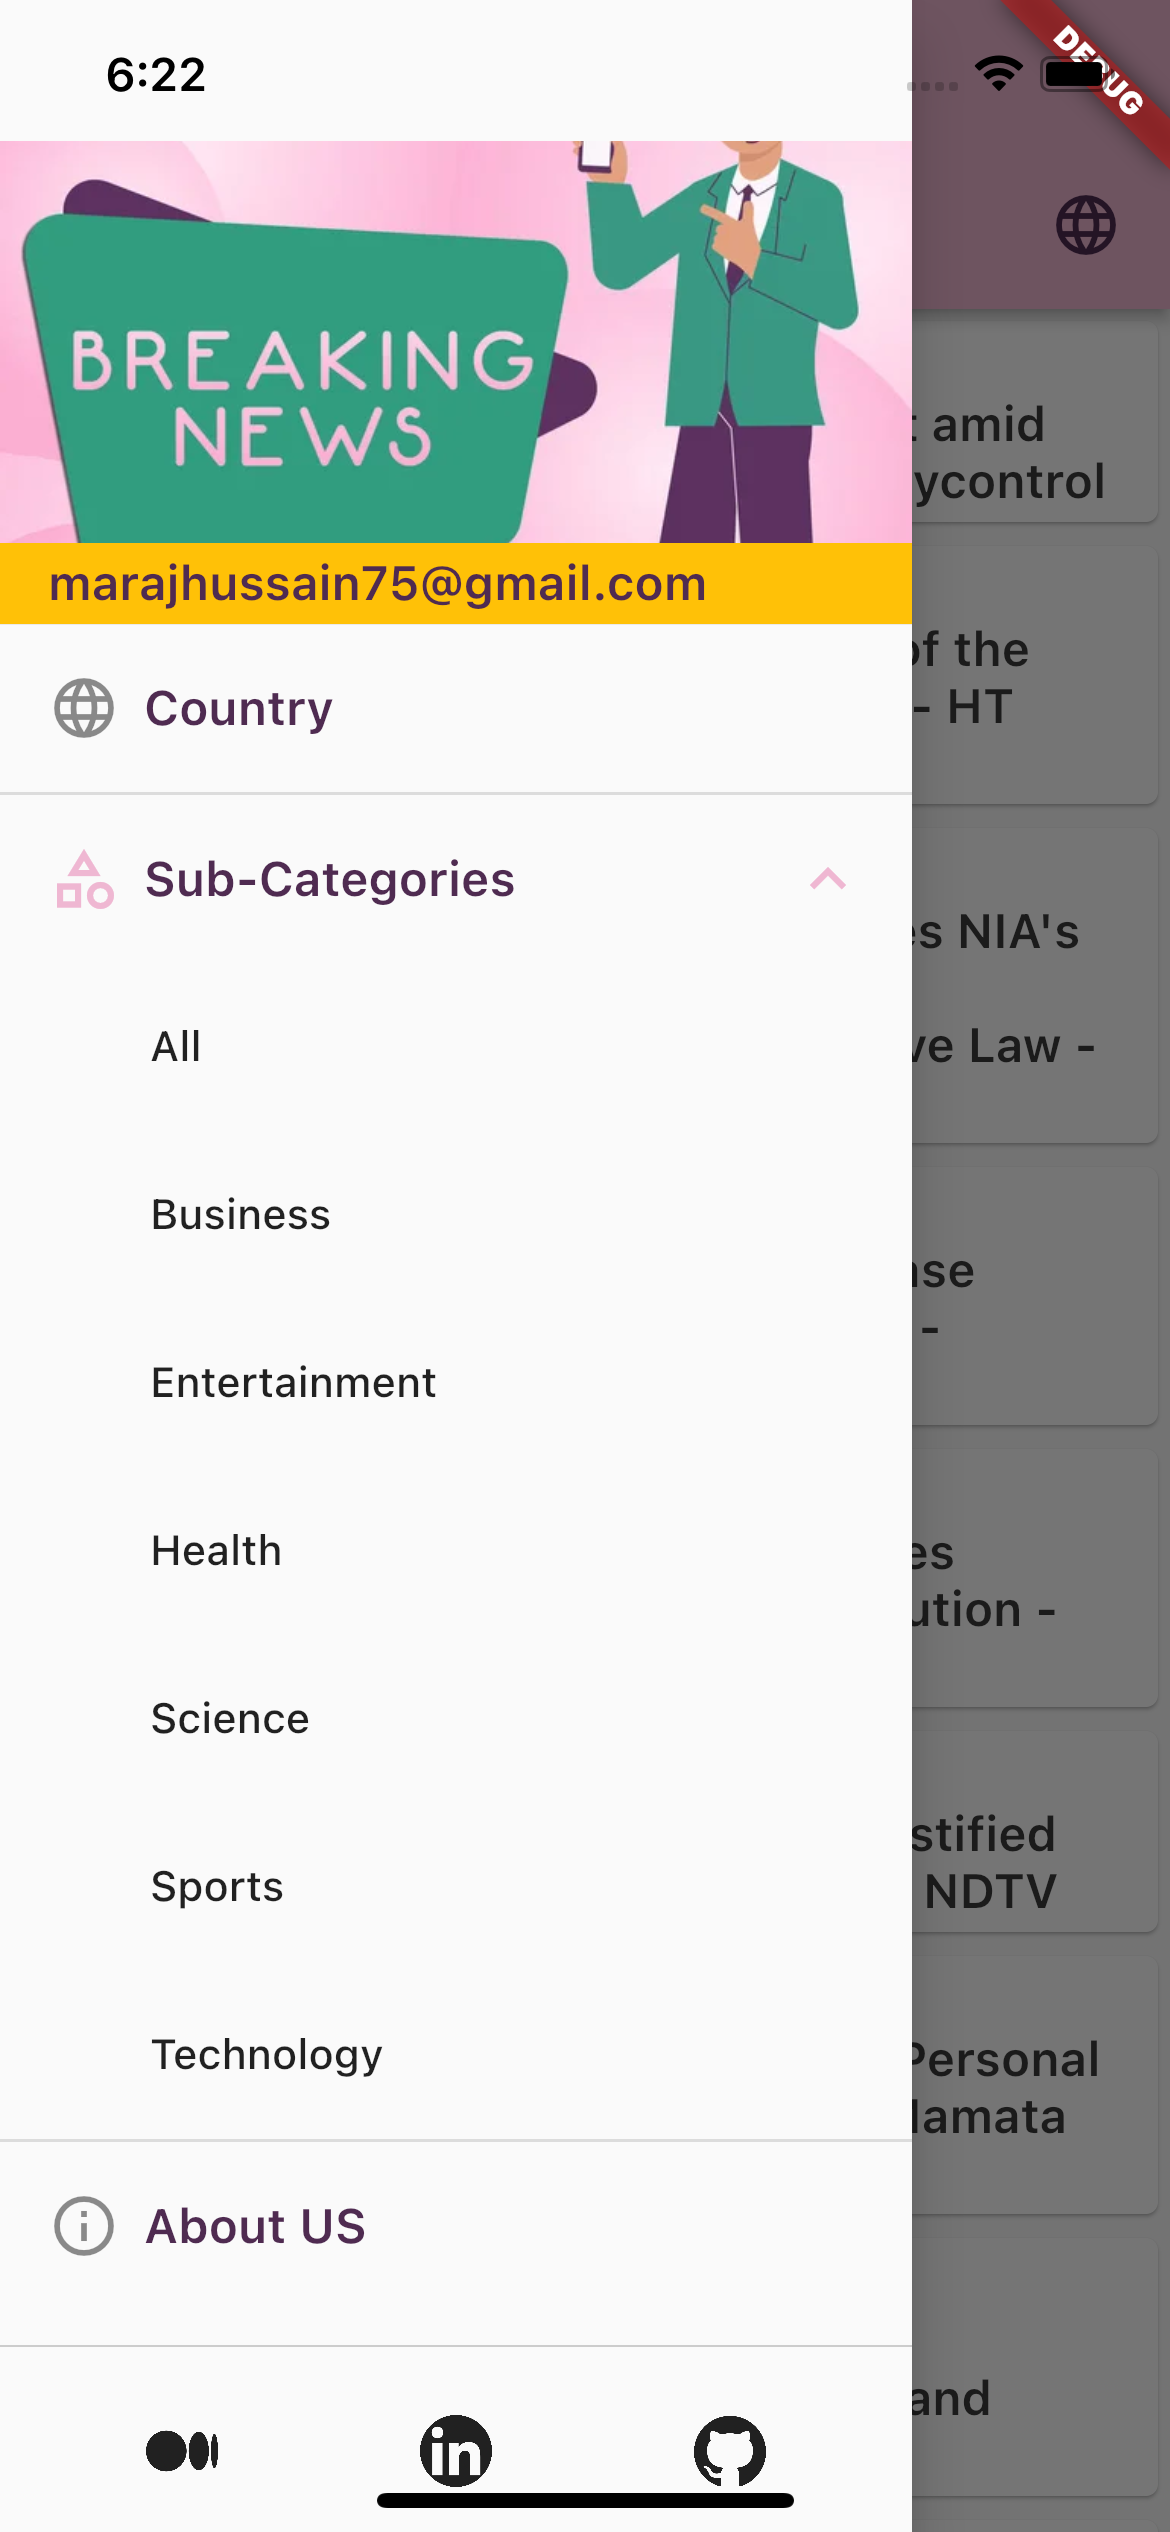 6:22
DEBUG
BREAKING
NEWS
marajhussain75@gmail.com
Country
Sub-Categories
All
Business
Entertainment
Health
Science
Sports
Technology
About US
in
amid
ycontrol
of the
- HT
es NIA's
ve Law -
-
es
ution -
stified
NDTV
Personal
lamata
and